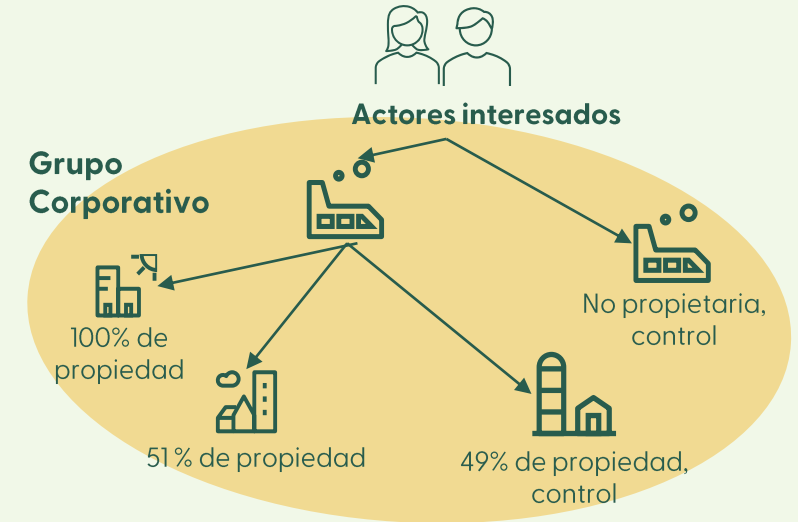 Actores interesados
Grupo
Corporativo
No propietaria,
control
100% de
propiedad
51% de propiedad
49% de propiedad,
control